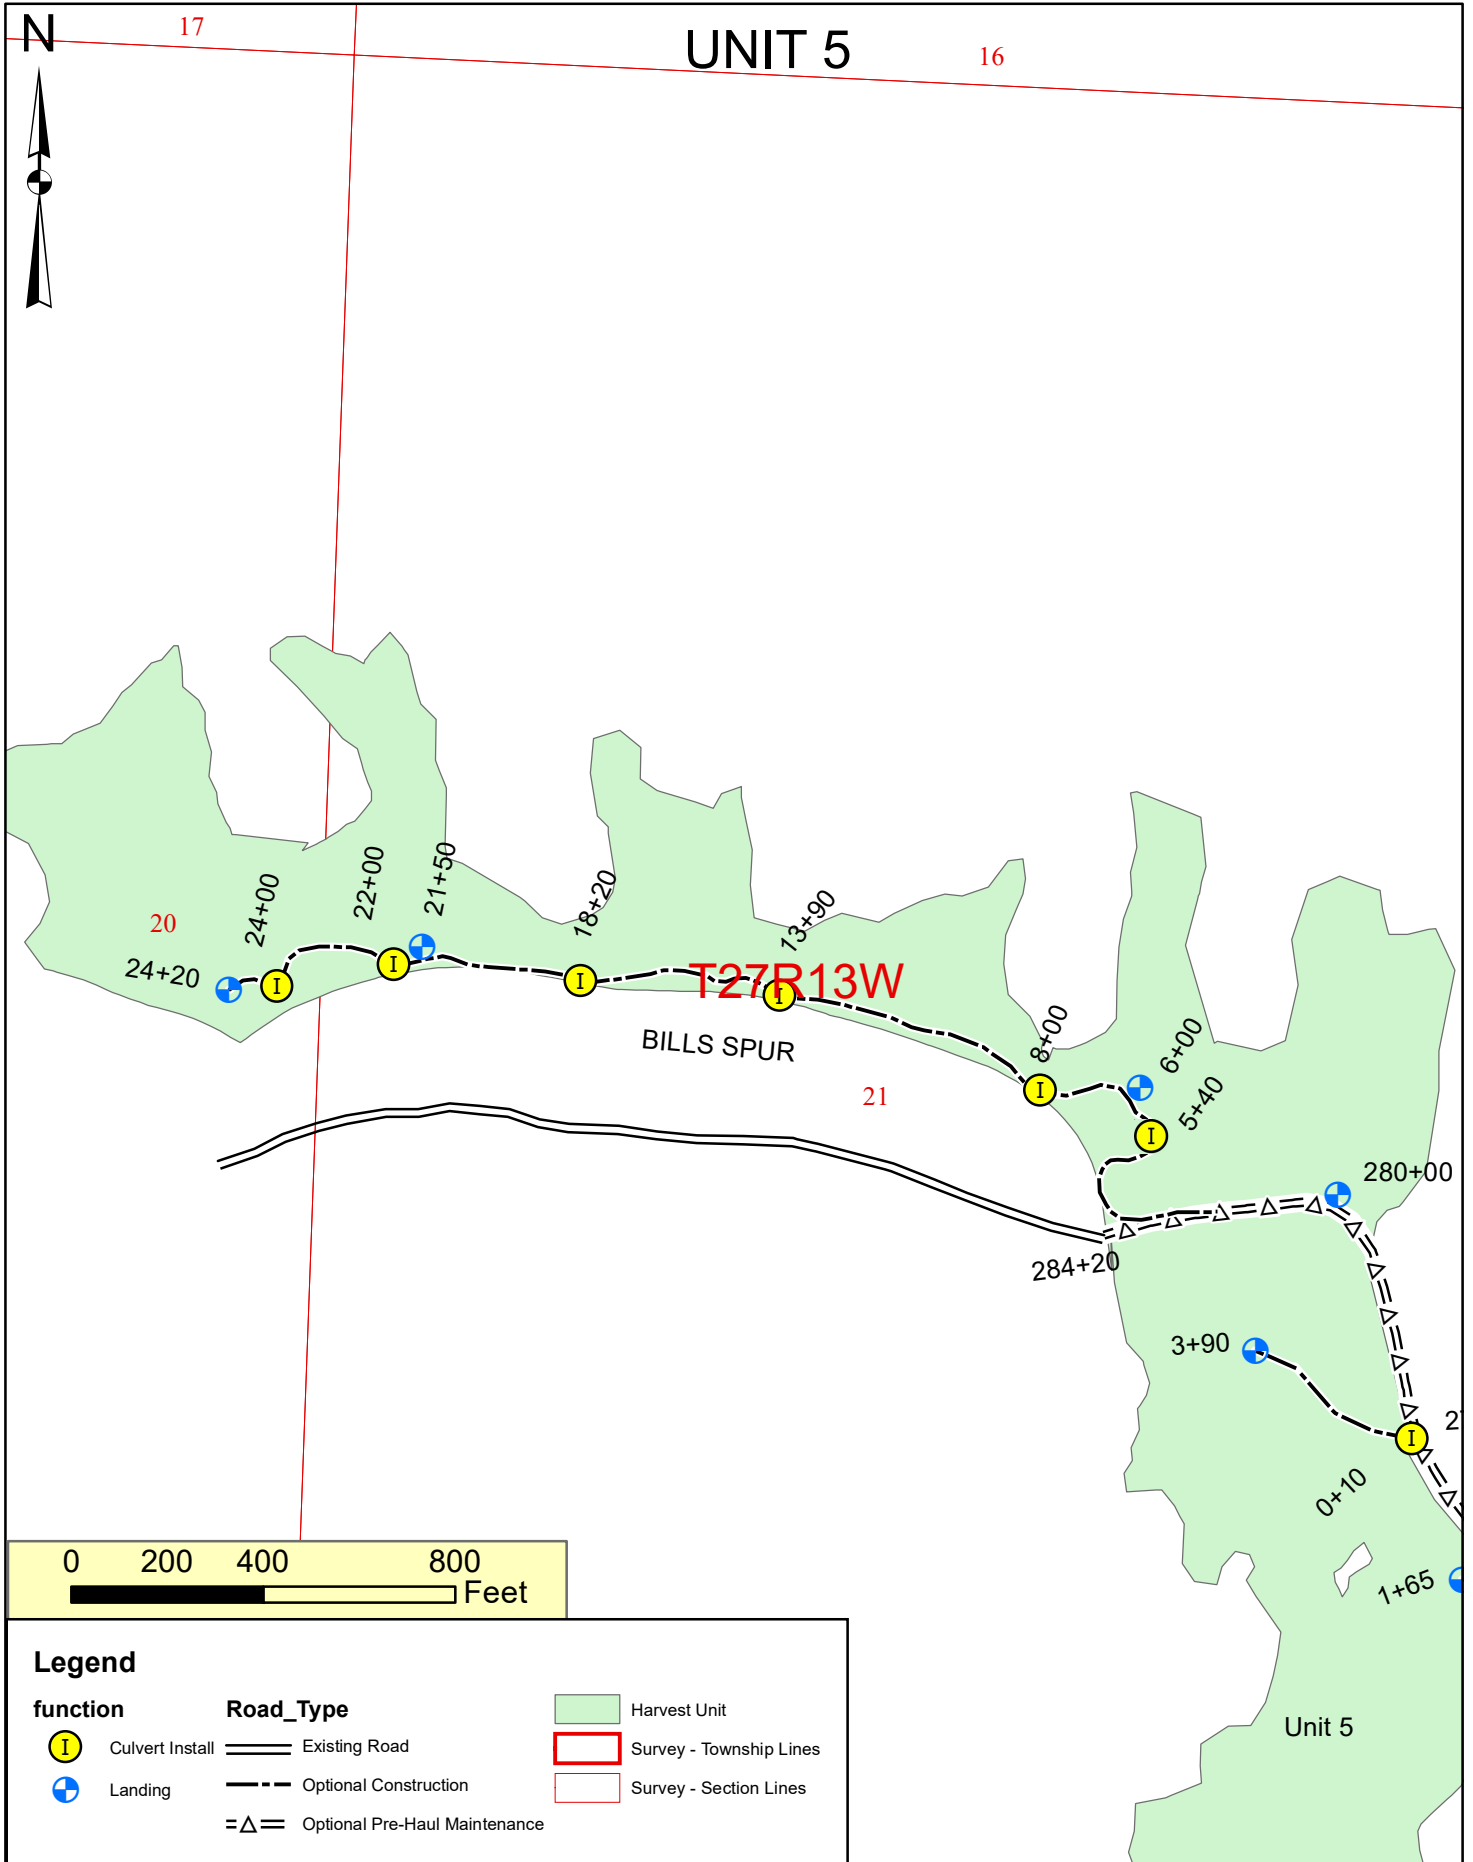 N
17
UNIT 5
16
24+00
22+00
21+50
18+20
13+90
20
24+20
T27R13W
BILLS SPUR
8+00
6+00
5+40
21
280+00
284+20
3+90
0+10
1+65
0 200 400 800
Feet
Legend
function
Road_Type
I Culvert Install
Landing
Existing Road
Optional Construction
Optional Pre-Haul Maintenance
Harvest Unit
Survey - Township Lines
Survey - Section Lines
Unit 5